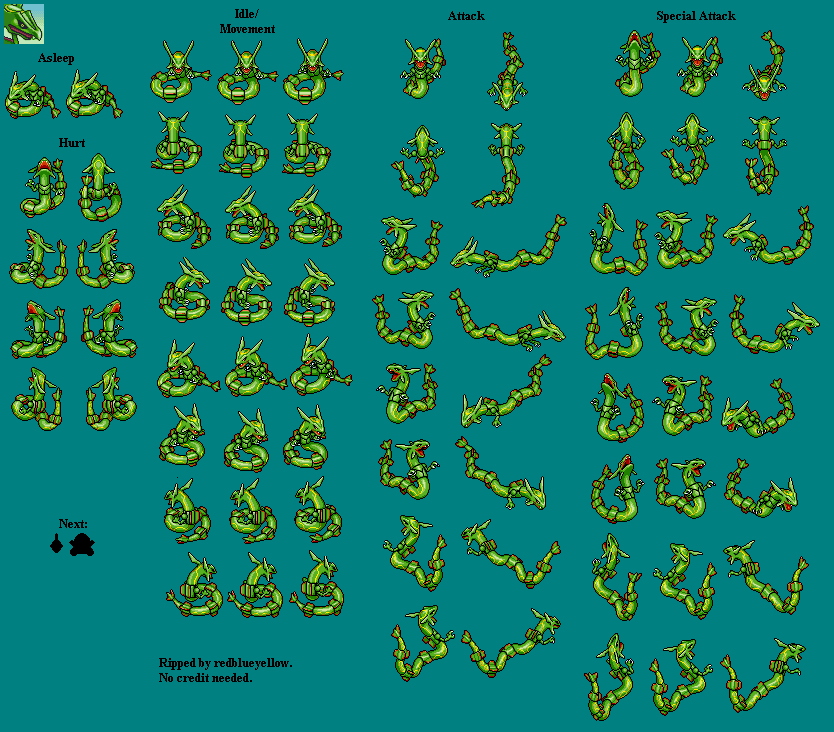 Asleep
Hurt
Next:
Idle/
Movement
Ripped by redblueyellow.
No credit needed.
Attack
Special Attack